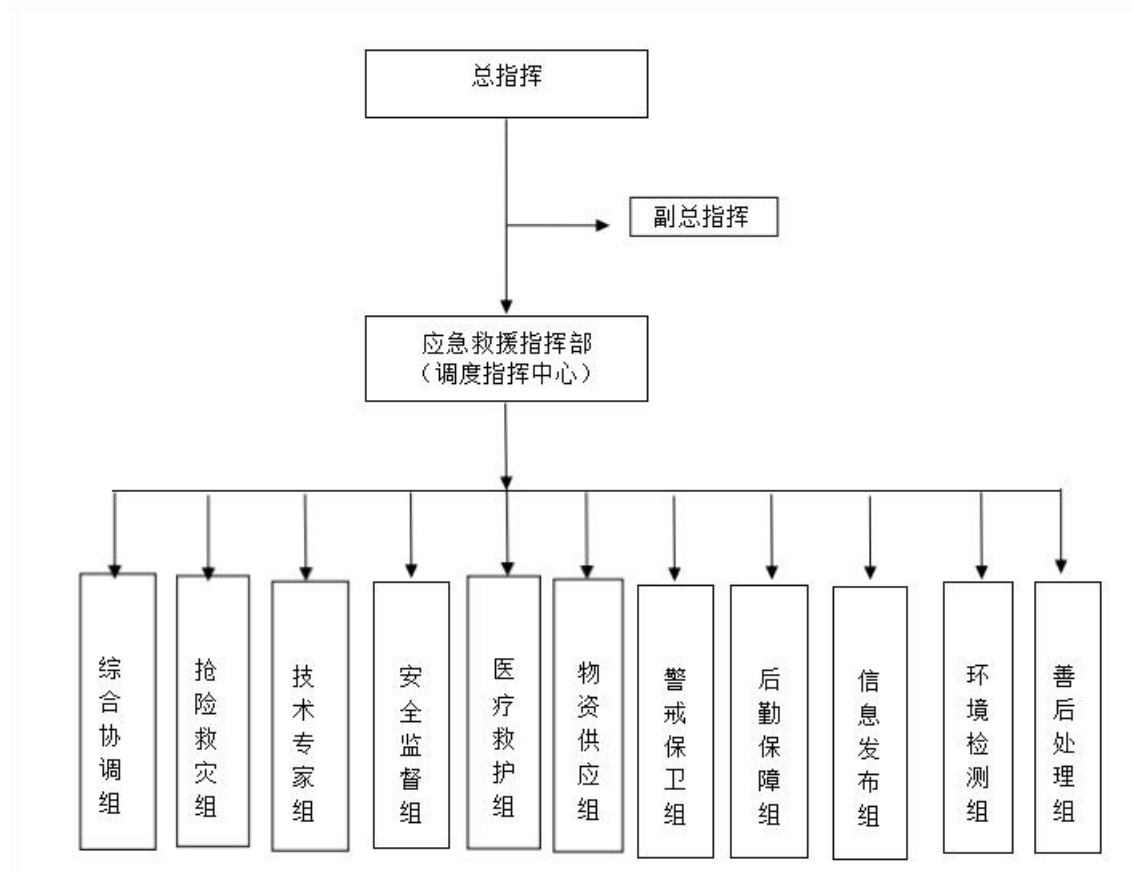 总指挥
副总指挥
应急救援指挥部
（调度指挥中心）
综合协调组
抢险救灾组
技术专家组
安全监督组
医疗救护组
物资供应组
警戒保卫组
后勤保障组
信息发布组
环境检测组
善后处理组